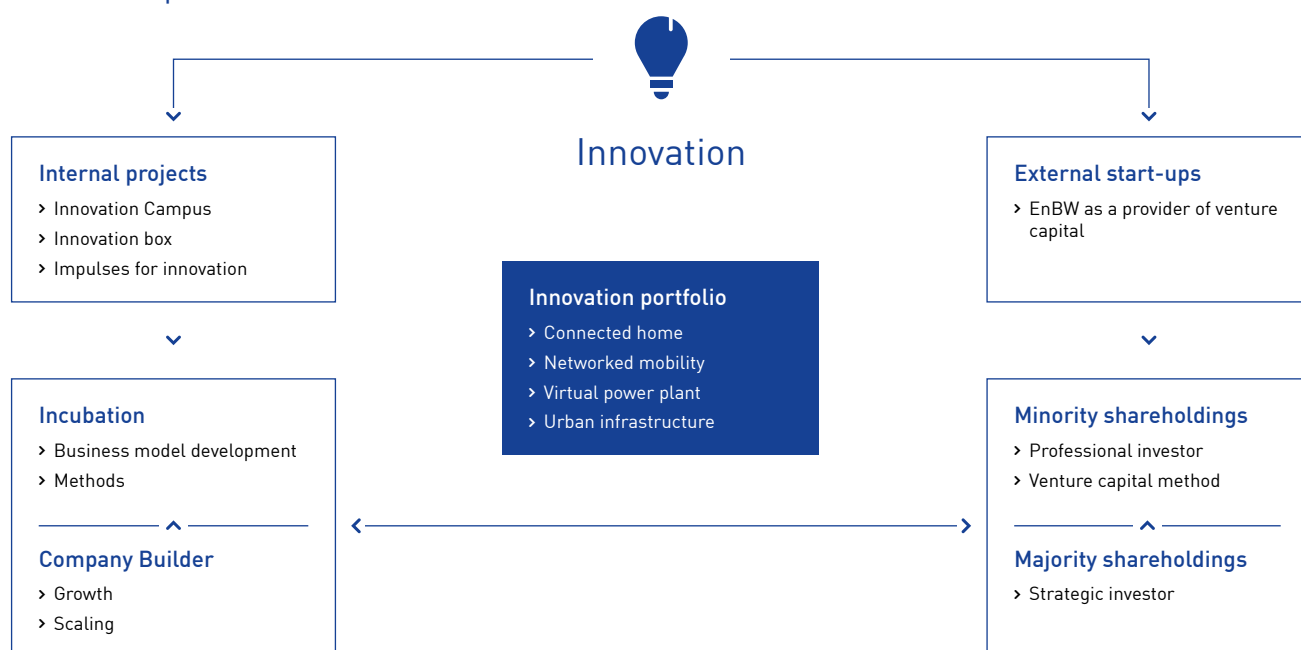 Innovation
Internal projects
› Innovation Campus
› Innovation box
› Impulses for innovation
External start-ups
› EnBW as a provider of venture
capital
Innovation portfolio
› Connected home
› Networked mobility
› Virtual power plant
› Urban infrastructure
Incubation
› Business model development
› Methods
Company Builder
› Growth
› Scaling
Minority shareholdings
› Professional investor
› Venture capital method
Majority shareholdings
› Strategic investor